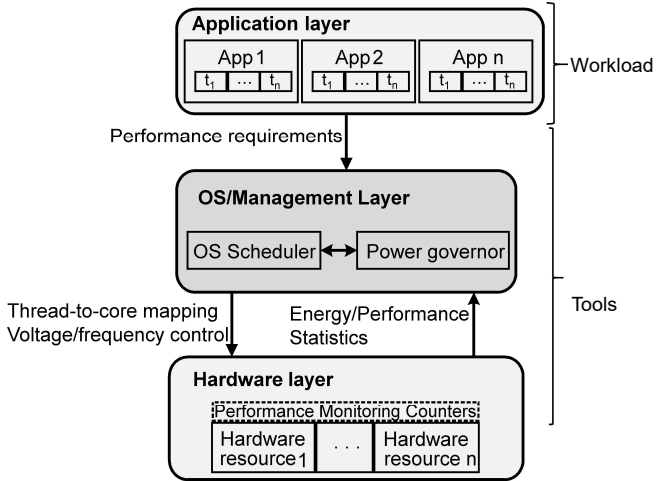 Application layer
App 1
App 2
App n
t1 ... tn
t1 ... tn
t1 ... tn
Workload
Performance requirements
OS/Management Layer
OS Scheduler
Power governor
Thread-to-core mapping
Voltage/frequency control
Energy/Performance
Statistics
Tools
Hardware layer
Performance Monitoring Counters
Hardware
resource 1
. . .
Hardware
resource n